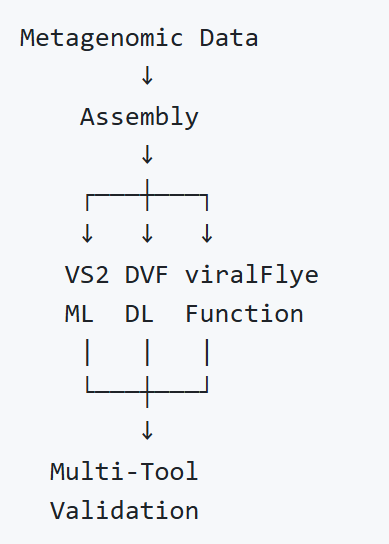 Metagenomic Data
↓
Assembly
↓
┌───┼───┐
↓   ↓   ↓
VS2 DVF viralFlye
ML  DL  Function
│   │   │
└───┼───┘
↓
Multi-Tool
Validation